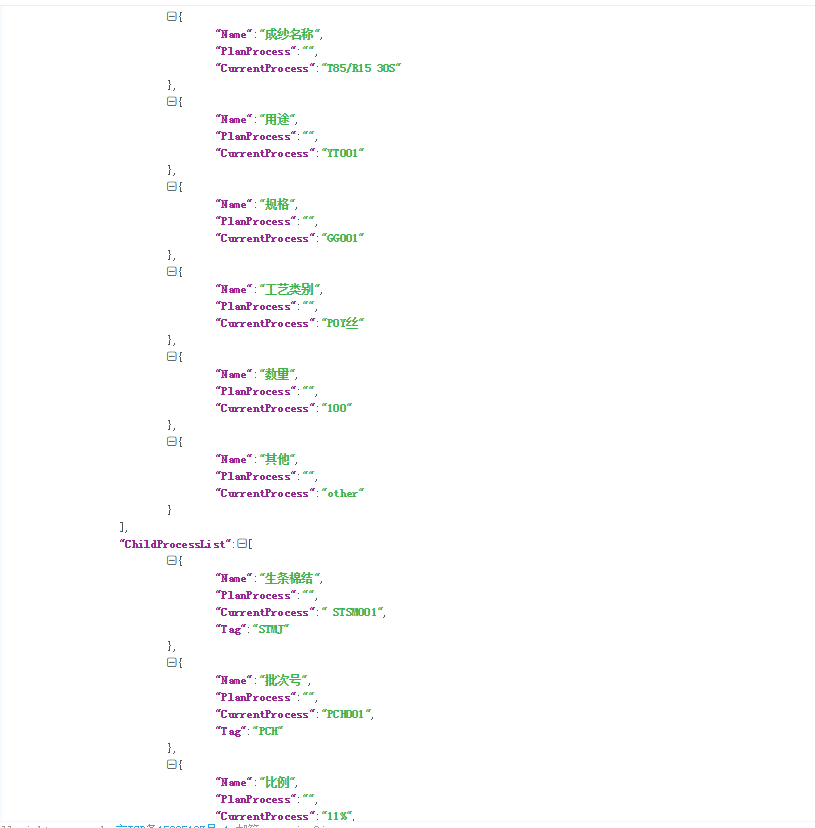 {
"Name":"成纱名称",
"PlanProcess":"",
"CurrentProcess":"T85/R15 30S"
},
{
"Name":"用途",
"PlanProcess":"",
"CurrentProcess":"YT001"
},
{
"Name":"规格",
"PlanProcess":"",
"CurrentProcess":"GG001"
},
{
"Name":"工艺类别",
"PlanProcess":"",
"CurrentProcess":"POY丝"
},
{
"Name":"数量",
"PlanProcess":"",
"CurrentProcess":"100"
},
{
"Name":"其他",
"PlanProcess":"",
"CurrentProcess":"other"
}
],
"ChildProcessList":[
{
"Name":"生条棉结",
"PlanProcess":"",
"CurrentProcess":" STSM001",
"Tag":"STMJ"
},
{
"Name":"批次号",
"PlanProcess":"",
"CurrentProcess":"PCH001",
"Tag":"PCH"
},
{
"Name":"比例",
"PlanProcess":"",
"CurrentProcess":"11%",